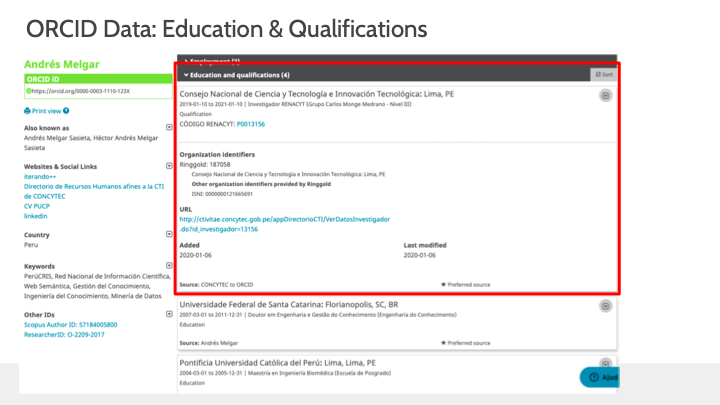 ORCID Data: Education & Qualifications
Andrés Melgar
ORCID iD
https://orcid.org/0000-0003-1110-123X
Print view
Also known as
Andrés Melgar Sasieta, Héctor Andrés Melgar
Sasieta
Websites & Social Links
iterando++
Directorio de Recursos Humanos afines a la CTI
de CONCYTEC
CV PUCP
linkedin
Country
Peru
Keywords
PerúCRIS, Red Nacional de Información Científica,
Web Semántica, Gestión del Conocimiento,
Ingeniería del Conocimiento, Minería de Datos
Other IDs
Scopus Author ID: 57184005800
ResearcherID: O-2209-2017
Education and qualifications (4)
Sort
Consejo Nacional de Ciencia y Tecnología e Innovación Tecnológica: Lima, PE
2019-01-10 to 2021-01-10 | Investigador RENACYT (Grupo Carlos Monge Medrano - Nivel III)
Qualification
CÓDIGO RENACYT: P0013156
Organization identifiers
Ringgold: 187058
Consejo Nacional de Ciencia y Tecnología e Innovación Tecnológica: Lima, PE
Other organization identifiers provided by Ringgold
ISNI: 0000000121665691
URL
http://ctivitae.concytec.gob.pe/appDirectorioCTI/VerDatosInvestigador
.do?id_investigador=13156
Added Last modified
2020-01-06 2020-01-06
Source: CONCYTEC to ORCID ★ Preferred source
Universidade Federal de Santa Catarina: Florianopolis, SC, BR
2007-03-01 to 2011-12-31 | Doutor em Engenharia e Gestão do Conhecimento (Engenharia do Conhecimento)
Education
Source: Andrés Melgar ★ Preferred source
Pontificia Universidad Católica del Perú: Lima, Lima, PE
2004-03-01 to 2005-12-31 | Maestría en Ingeniería Biomédica (Escuela de Posgrado)
Education
Ajud